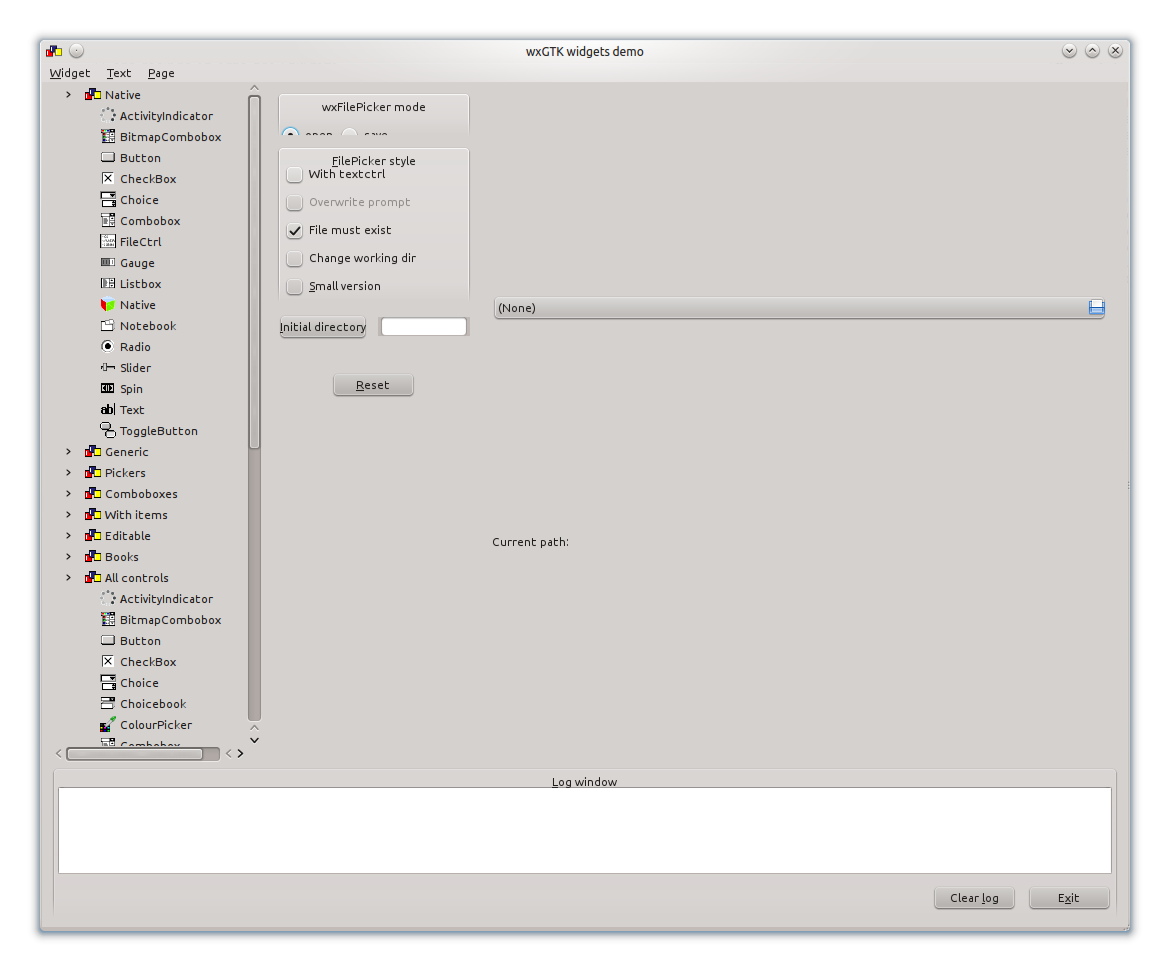 wxGTK widgets demo
Widget Text Page
Native
ActivityIndicator
BitmapCombobox
Button
CheckBox
Choice
Combobox
FileCtrl
Gauge
Listbox
Native
Notebook
Radio
Slider
Spin
Text
ToggleButton
Generic
Pickers
Comboboxes
With items
Editable
Books
All controls
ActivityIndicator
BitmapCombobox
Button
CheckBox
Choice
Choicebook
ColourPicker
Combobox
wxFilePicker mode
open save
FilePicker style
With textctrl
Overwrite prompt
File must exist
Change working dir
Small version
Initial directory
Reset
(None)
Current path:
Log window
Clear log Exit